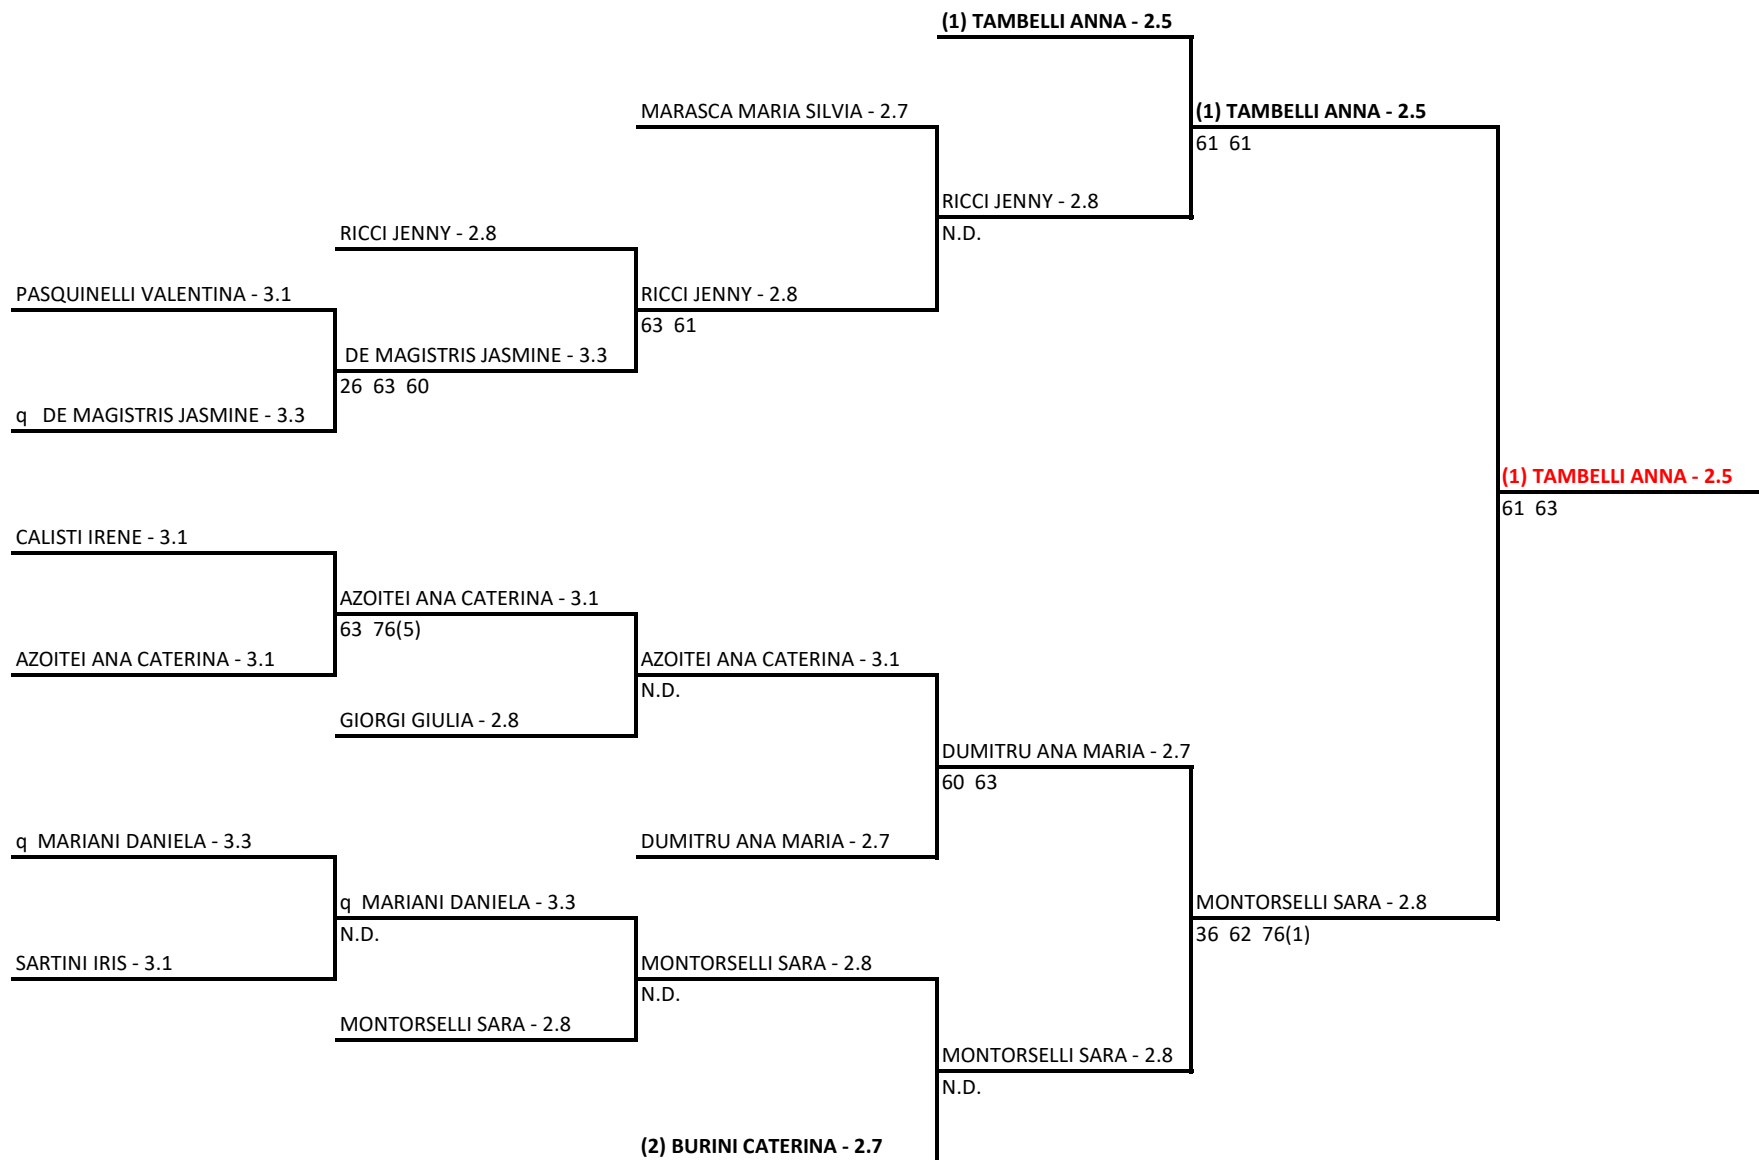 (1) TAMBELLI ANNA - 2.5
MARASCA MARIA SILVIA - 2.7
(1) TAMBELLI ANNA - 2.5
61 61
RICCI JENNY - 2.8
N.D.
RICCI JENNY - 2.8
PASQUINELLI VALENTINA - 3.1
RICCI JENNY - 2.8
63 61
DE MAGISTRIS JASMINE - 3.3
26 63 60
q DE MAGISTRIS JASMINE - 3.3
(1) TAMBELLI ANNA - 2.5
61 63
CALISTI IRENE - 3.1
AZOITEI ANA CATERINA - 3.1
63 76(5)
AZOITEI ANA CATERINA - 3.1
AZOITEI ANA CATERINA - 3.1
N.D.
GIORGI GIULIA - 2.8
DUMITRU ANA MARIA - 2.7
60 63
q MARIANI DANIELA - 3.3
DUMITRU ANA MARIA - 2.7
q MARIANI DANIELA - 3.3
N.D.
MONTORSELLI SARA - 2.8
36 62 76(1)
SARTINI IRIS - 3.1
MONTORSELLI SARA - 2.8
N.D.
MONTORSELLI SARA - 2.8
MONTORSELLI SARA - 2.8
N.D.
(2) BURINI CATERINA - 2.7